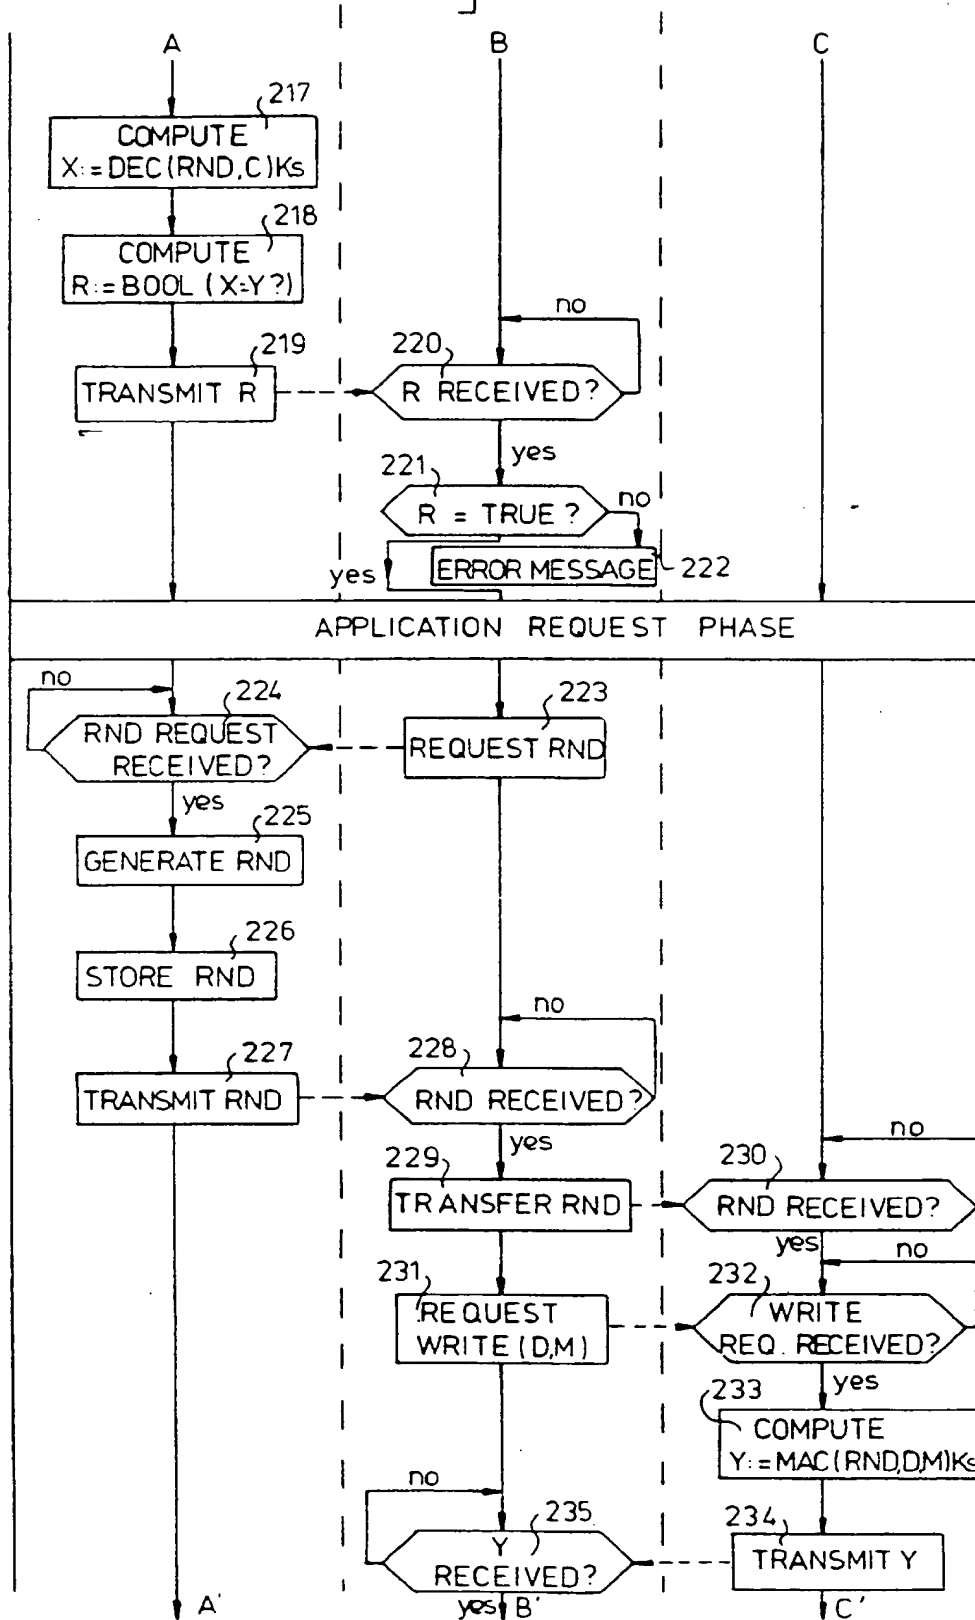 A B C
217
COMPUTE
X:=DEC(RND,C)Ks
218
COMPUTE
R:=BOOL (X=Y?)
no
219
220
TRANSMIT R
R RECEIVED?
yes
221
no
R = TRUE?
yes
ERROR MESSAGE
222
APPLICATION REQUEST PHASE
no
224
223
RND REQUEST
RECEIVED?
REQUEST RND
yes
225
GENERATE RND
226
STORE RND
no
227
228
TRANSMIT RND
RND RECEIVED?
yes
no
229
230
TRANSFER RND
RND RECEIVED?
yes
no
231
232
REQUEST
WRITE (D,M)
WRITE
REQ. RECEIVED?
yes
233
COMPUTE
Y:=MAC(RND,D,M)Ks
no
235
234
Y
RECEIVED?
TRANSMIT Y
yes
A' B' C'